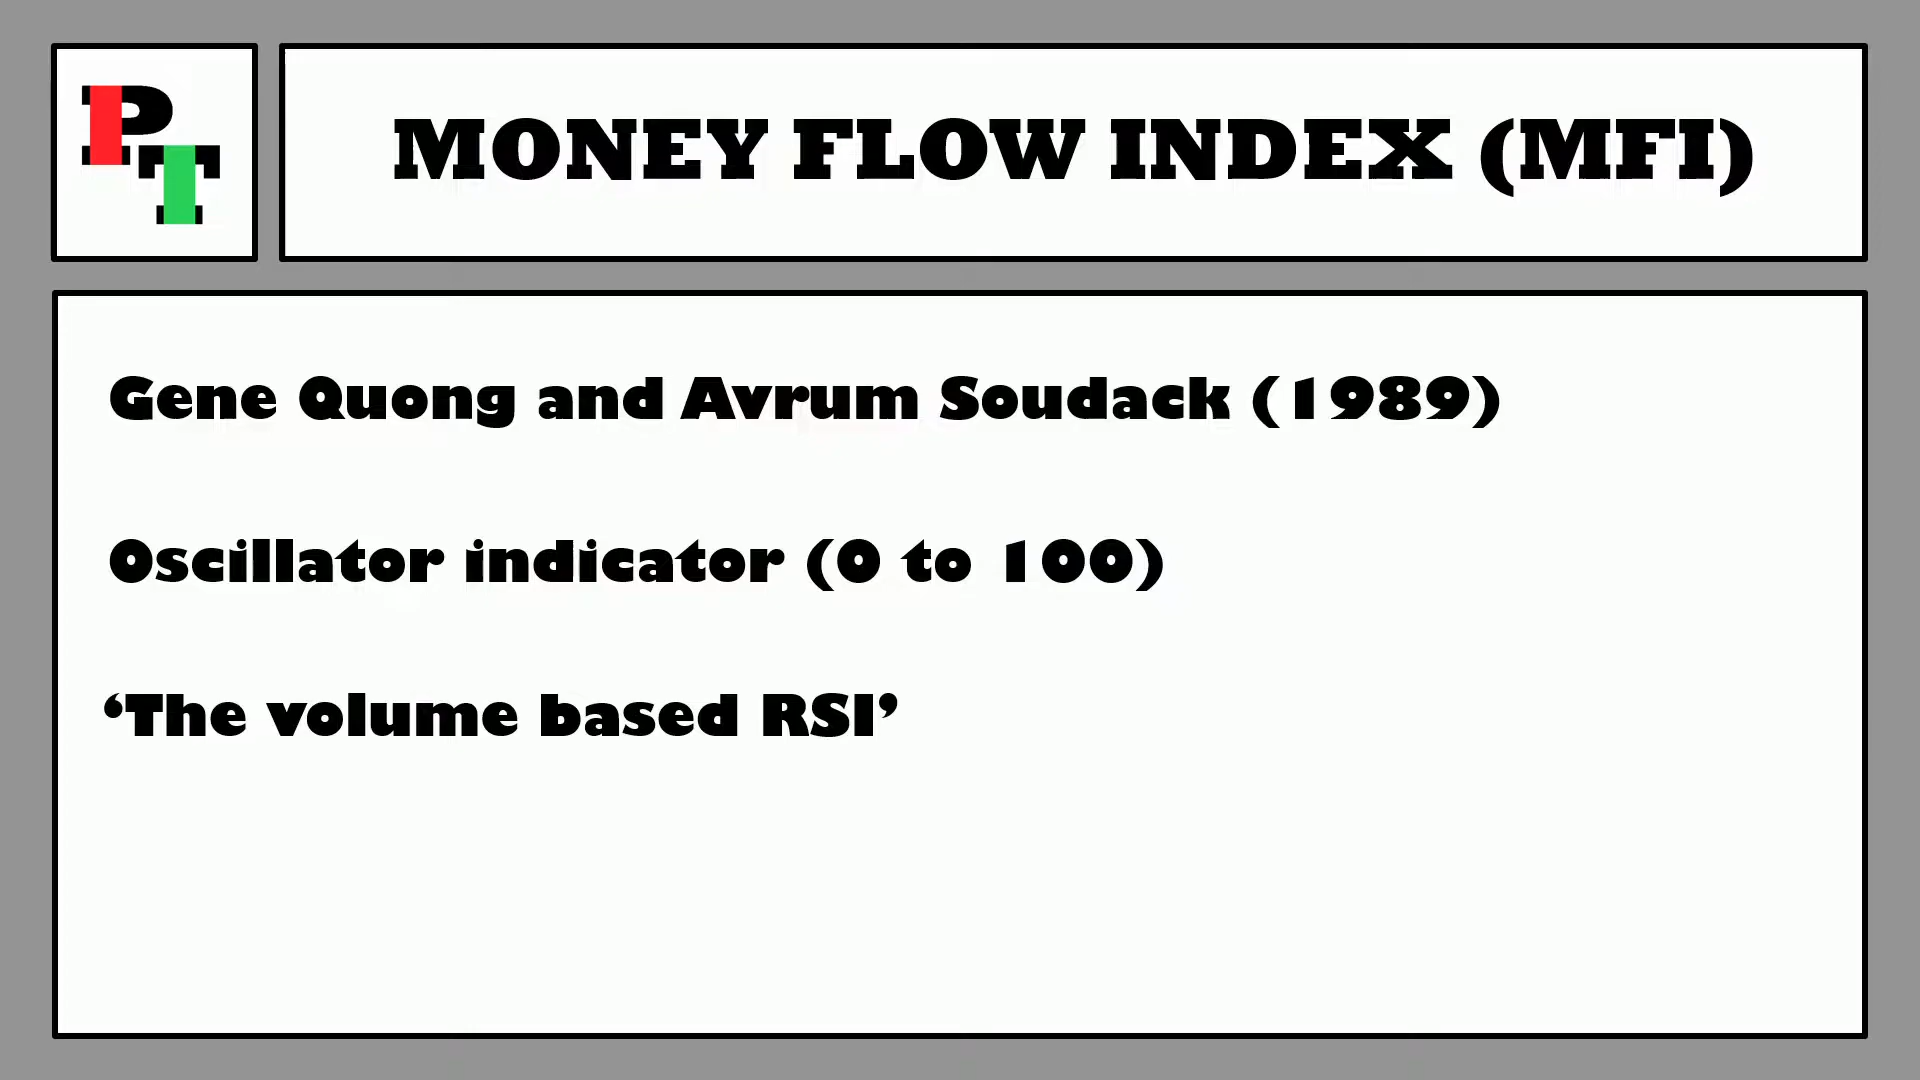 PT
MONEY FLOW INDEX (MFI)
Gene Quong and Avrum Soudack (1989)
Oscillator indicator (0 to 100)
‘The volume based RSI’